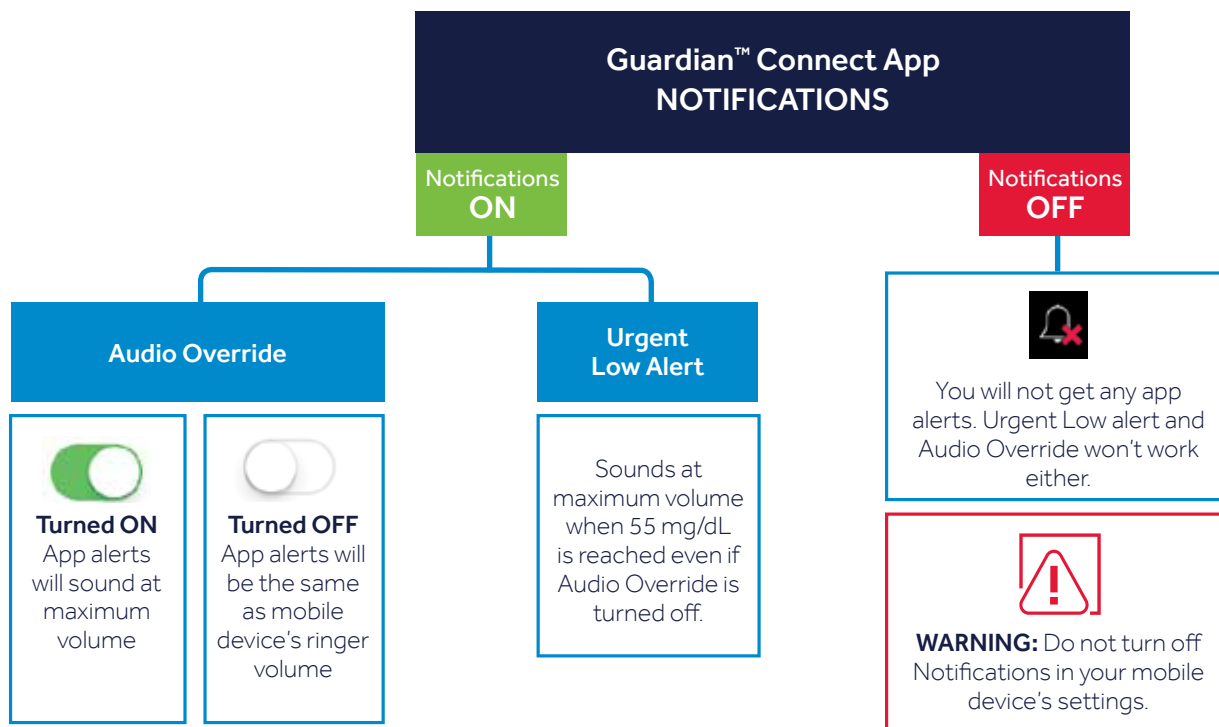 Guardian™ Connect App
NOTIFICATIONS
Notifications
ON
Notifications
OFF
Audio Override
Urgent
Low Alert
Turned ON
App alerts
will sound at
maximum
volume
Turned OFF
App alerts will
be the same
as mobile
device's ringer
volume
Sounds at
maximum volume
when 55 mg/dL
is reached even if
Audio Override is
turned off.
You will not get any app
alerts. Urgent Low alert and
Audio Override won't work
either.
WARNING: Do not turn off
Notifications in your mobile
device's settings.